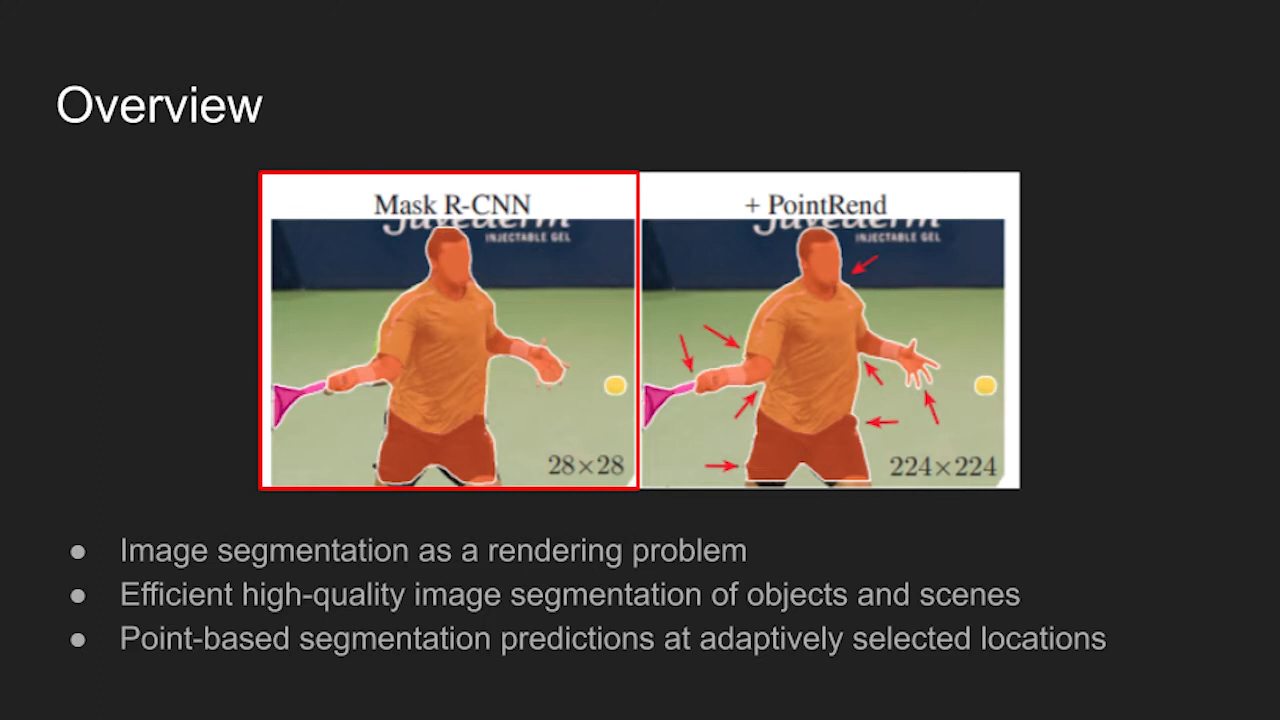 Overview
Mask R-CNN
+ PointRend
INJECTABLE GEL
INJECTABLE GEL
28×28
224×224
● Image segmentation as a rendering problem
● Efficient high-quality image segmentation of objects and scenes
● Point-based segmentation predictions at adaptively selected locations